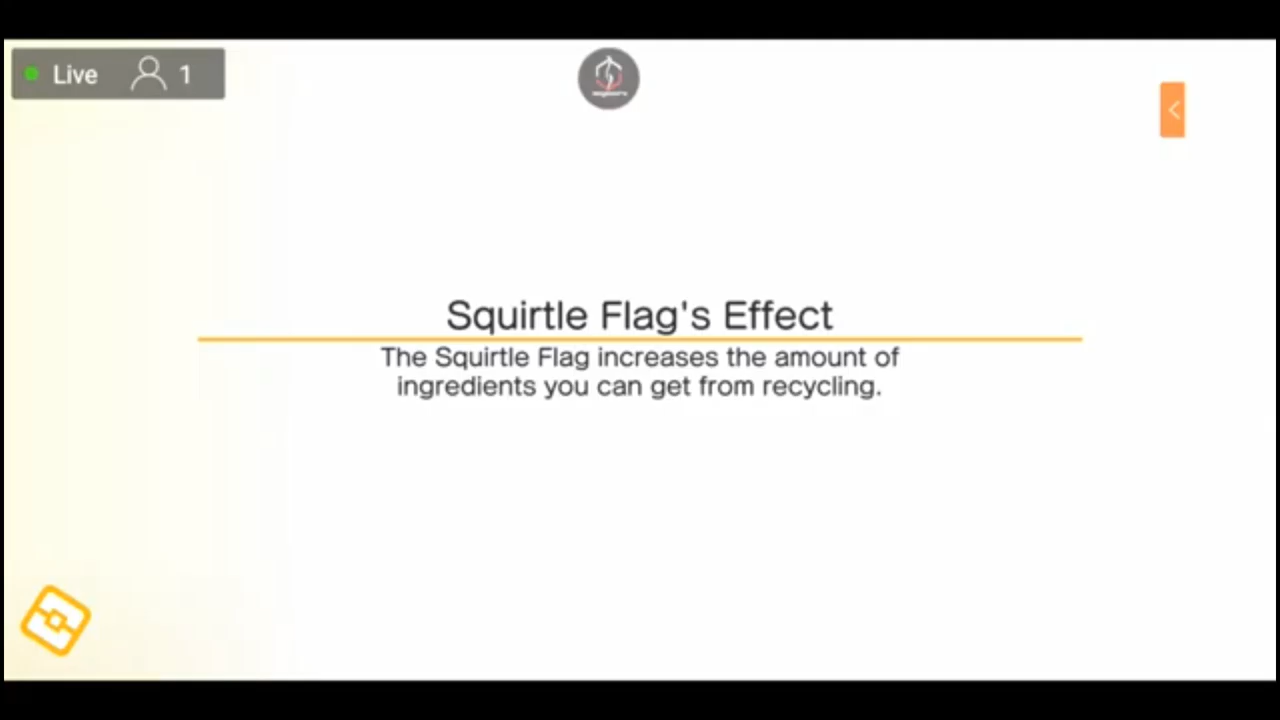 Live 1
Squirtle Flag's Effect
The Squirtle Flag increases the amount of
ingredients you can get from recycling.